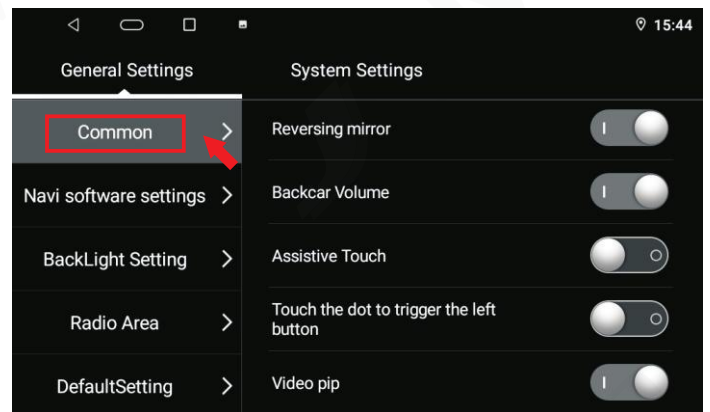 15:44
General Settings
System Settings
Common
Reversing mirror
Navi software settings
Backcar Volume
BackLight Setting
Assistive Touch
Radio Area
Touch the dot to trigger the left
button
DefaultSetting
Video pip